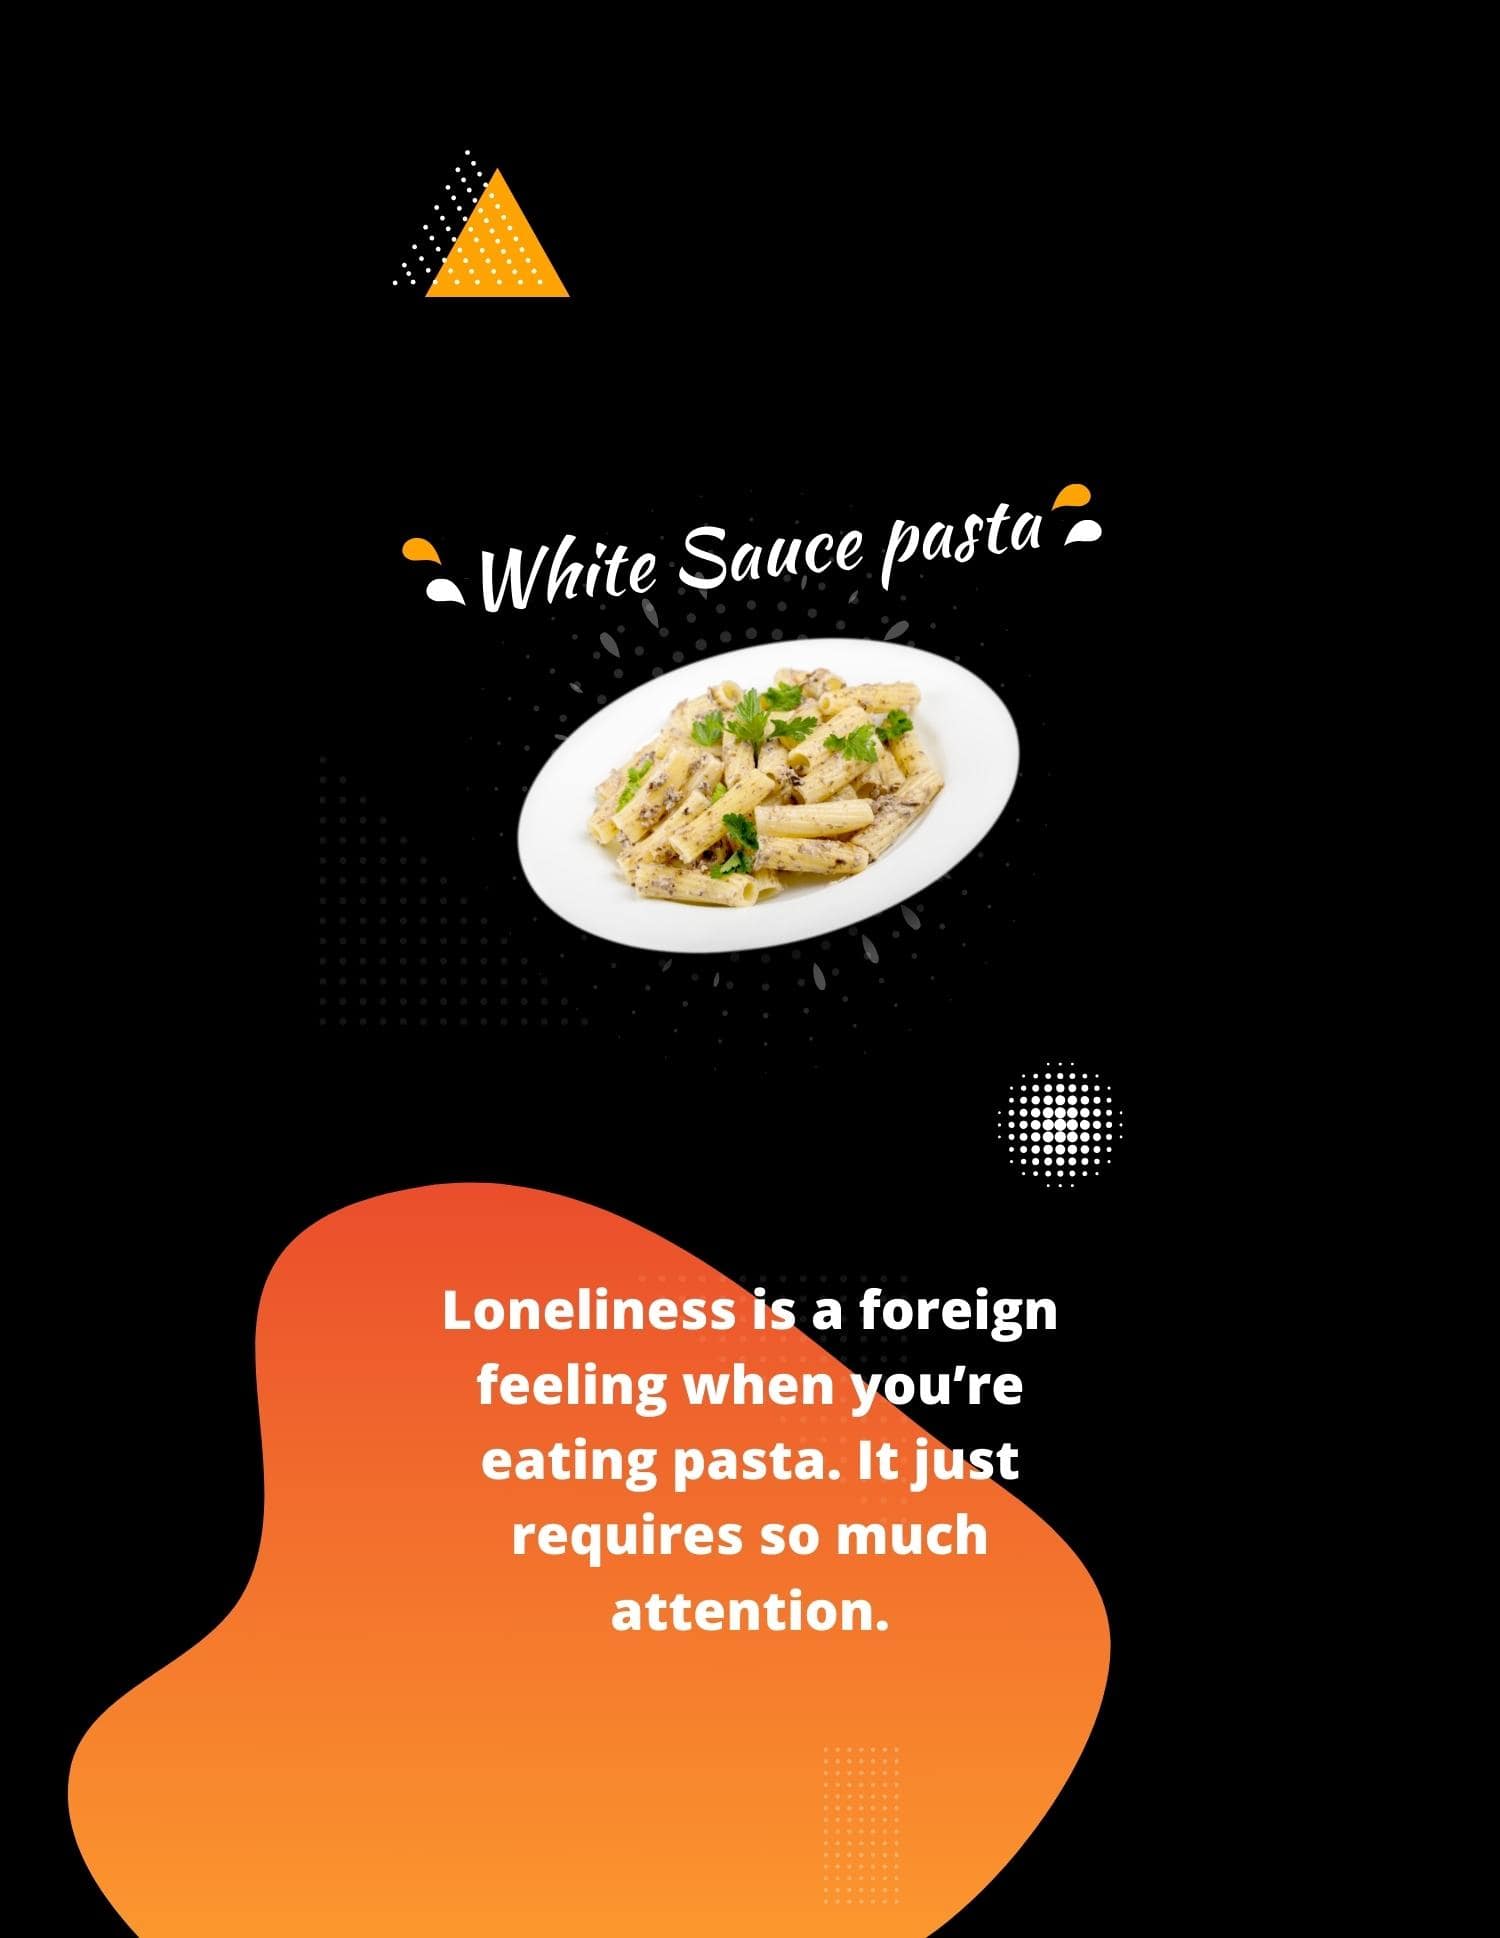 White Sauce pasta
Loneliness is a foreign
feeling when you’re
eating pasta. It just
requires so much
attention.